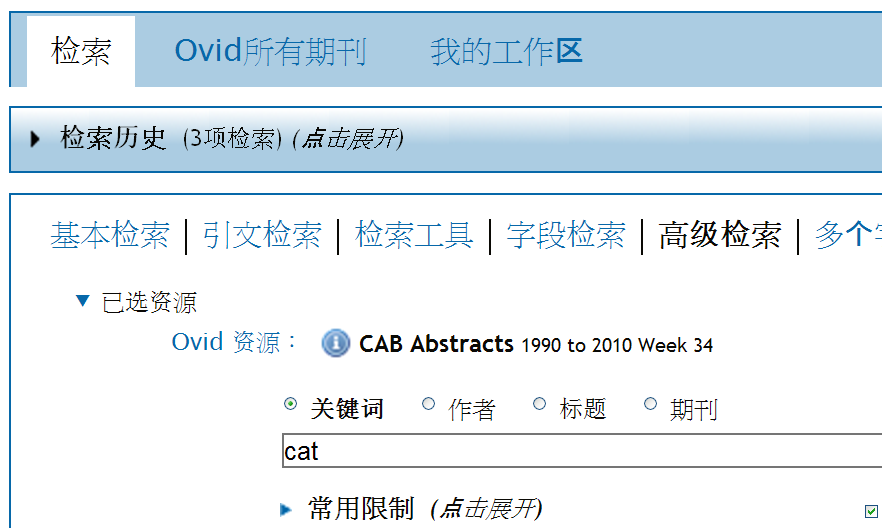 检索 Ovid所有期刊 我的工作区
检索历史 (3项检索) (点击展开)
基本检索 | 引文检索 | 检索工具 | 字段检索 | 高级检索 | 多个
已选资源
Ovid 资源： CAB Abstracts 1990 to 2010 Week 34
关键词 作者 标题 期刊
cat
常用限制 (点击展开)